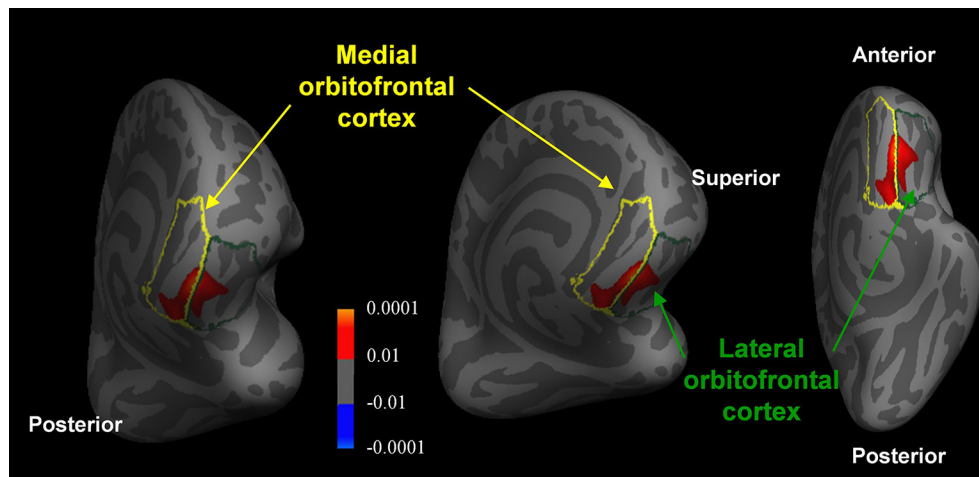 Medial
orbitofrontal
cortex
Anterior
Superior
0.0001
0.01
-0.01
-0.0001
Lateral
orbitofrontal
cortex
Posterior
Posterior